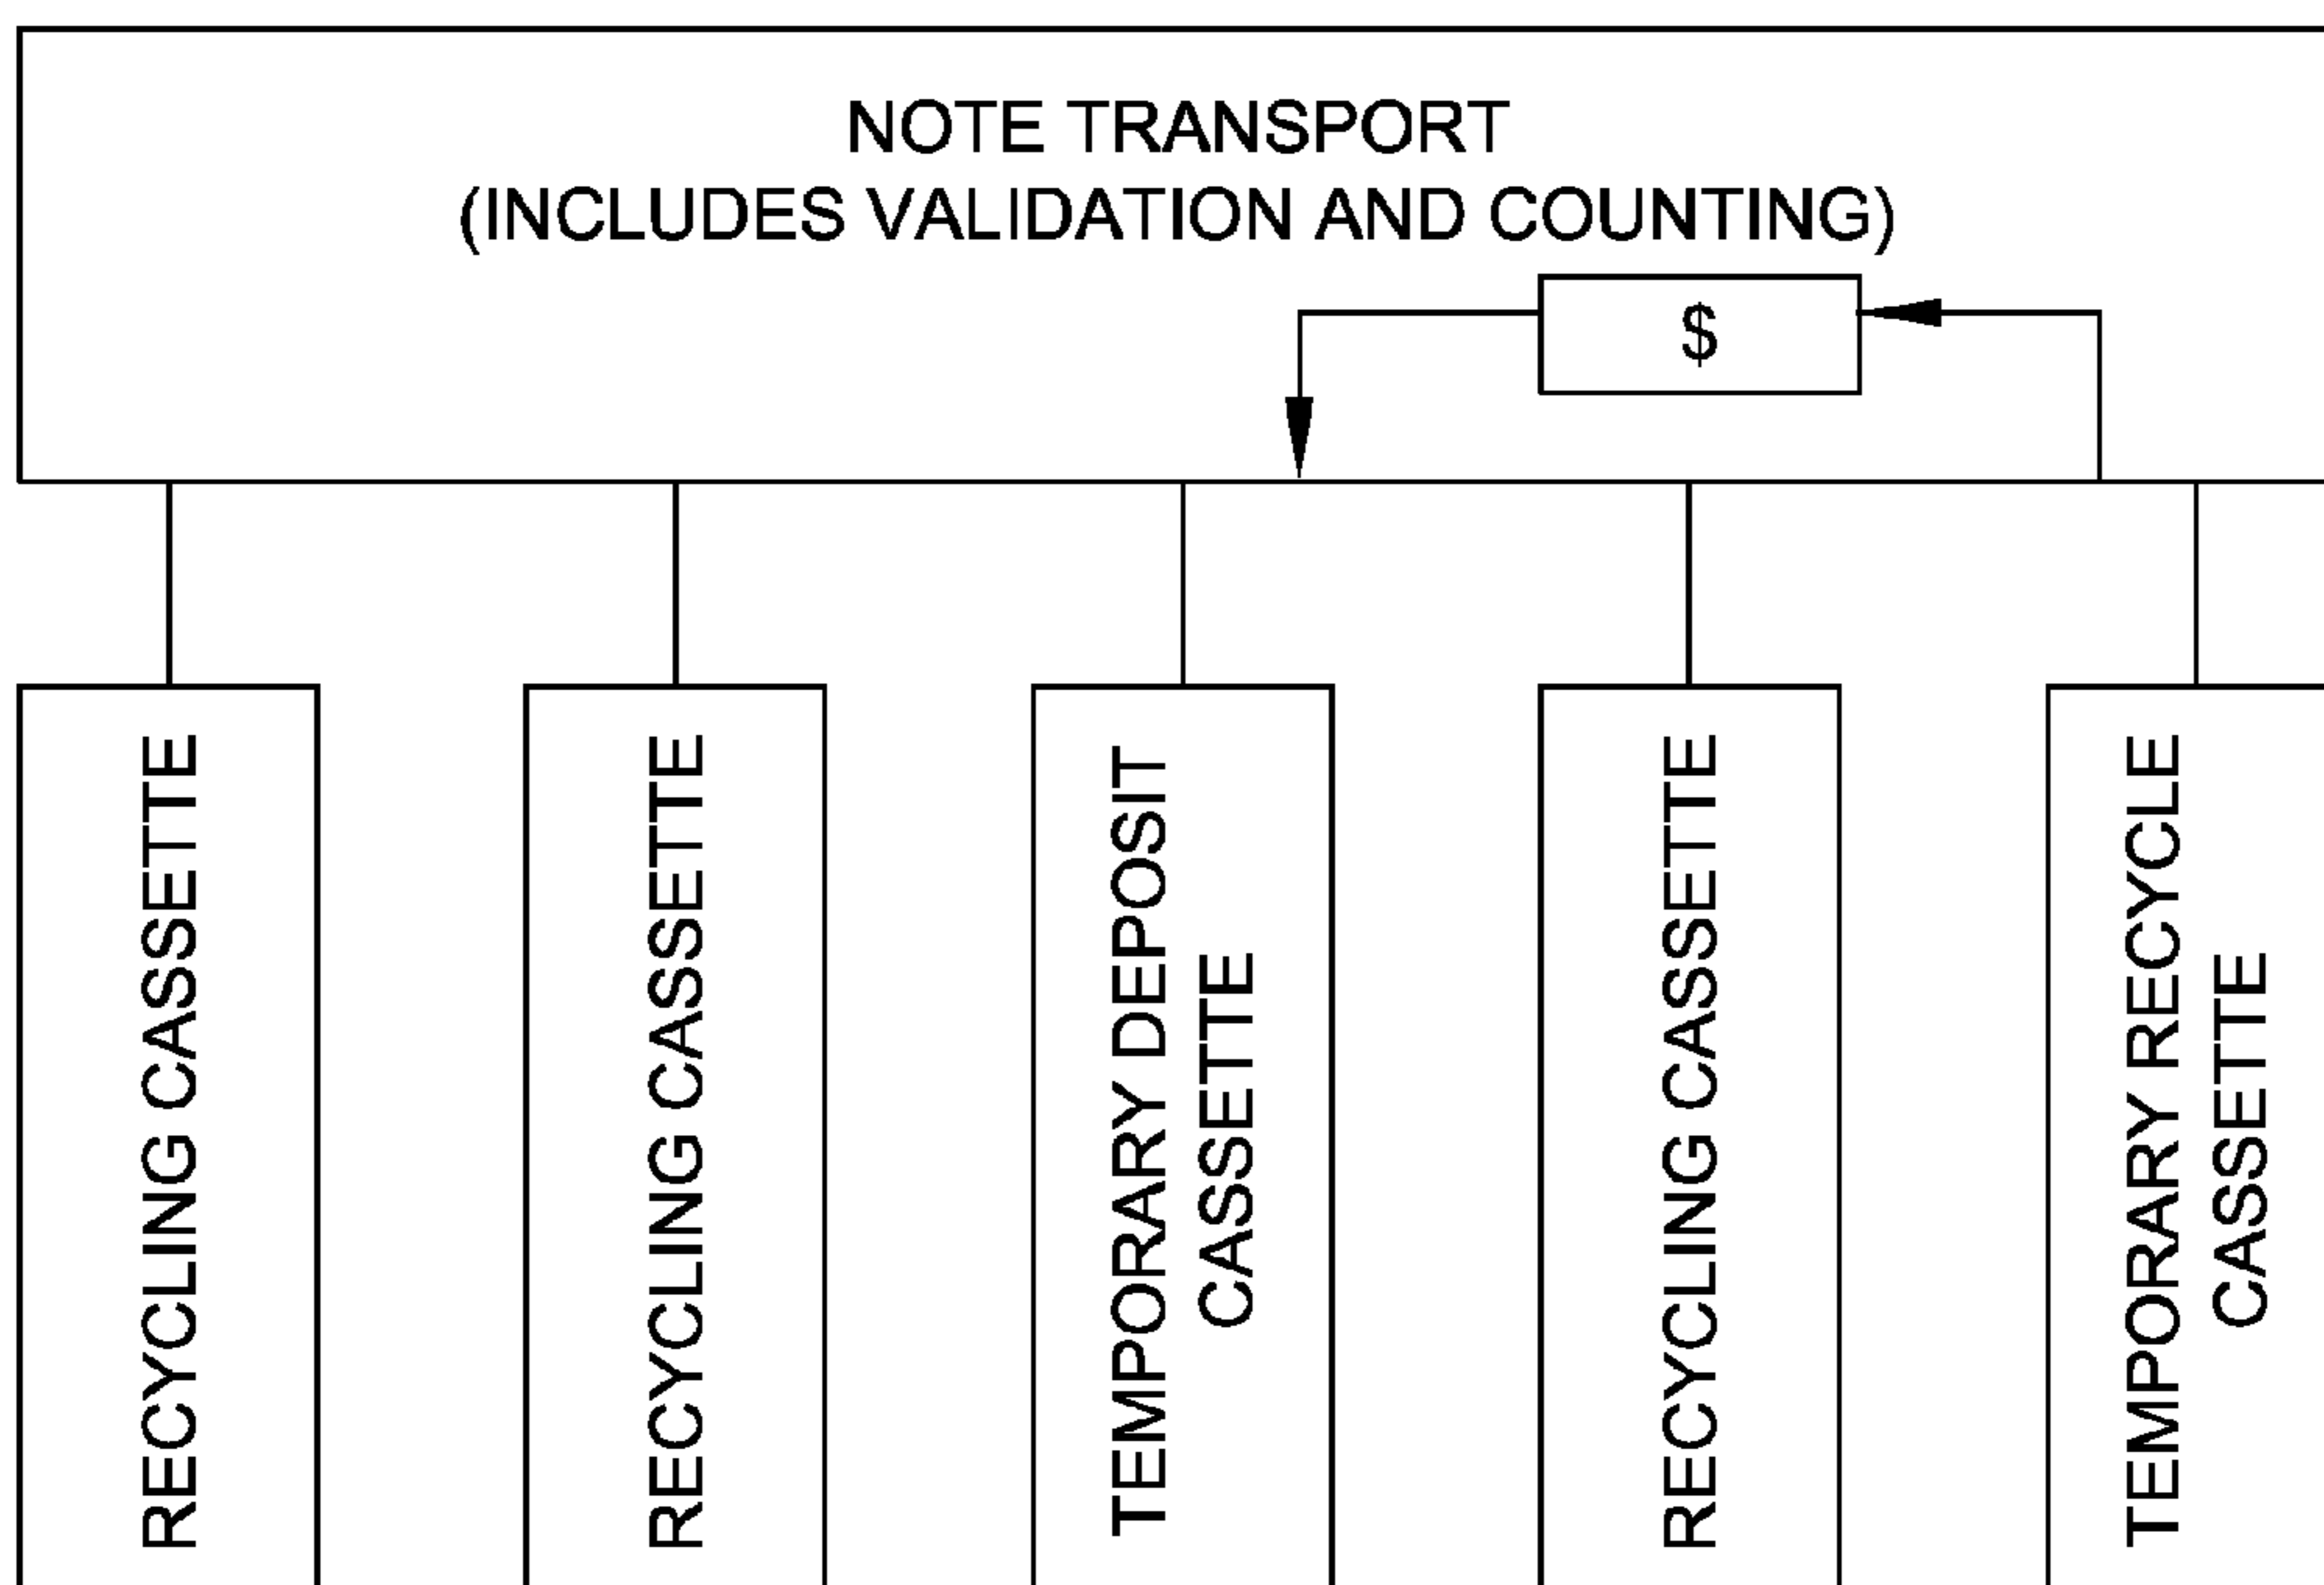 NOTE TRANSPORT
(INCLUDES VALIDATION AND COUNTING)
$
RECYCLING CASSETTE
RECYCLING CASSETTE
TEMPORARY DEPOSIT
CASSETTE
RECYCLING CASSETTE
TEMPORARY RECYCLE
CASSETTE